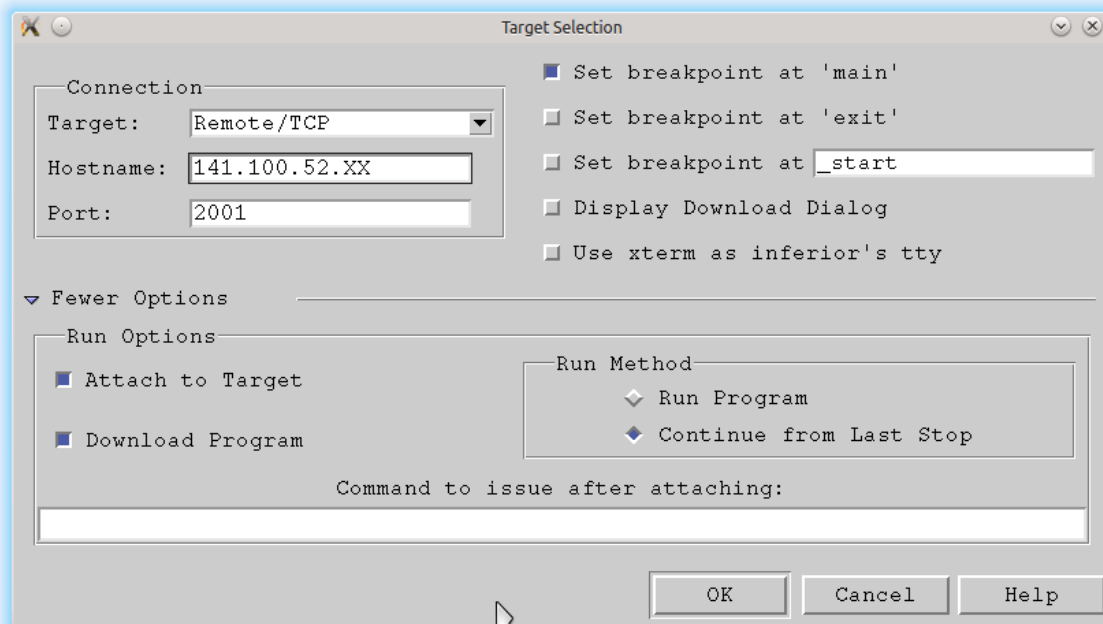 Target Selection
Connection
Target: Remote/TCP
Hostname: 141.100.52.XX
Port: 2001
Set breakpoint at 'main'
Set breakpoint at 'exit'
Set breakpoint at _start
Display Download Dialog
Use xterm as inferior's tty
Fewer Options
Run Options
Attach to Target
Download Program
Run Method
Run Program
Continue from Last Stop
Command to issue after attaching:
OK Cancel Help